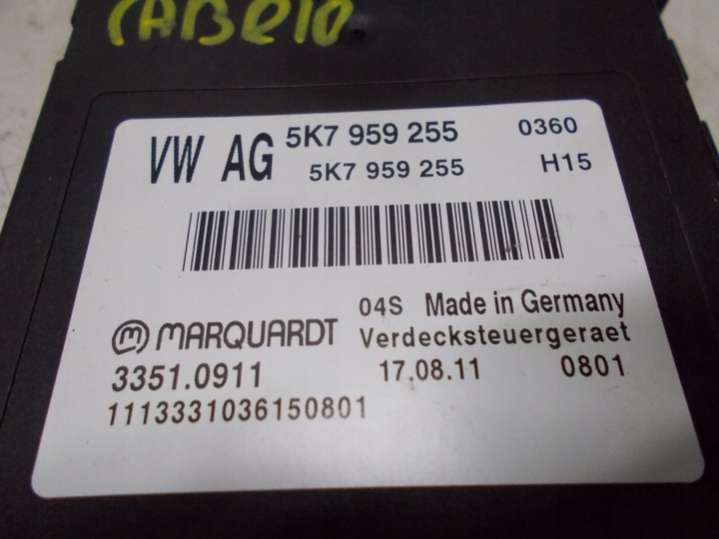 CABRIO
VW AG 5K7 959 255 0360
5K7 959 255 H15
04S Made in Germany
MARQUARDT Verdecksteuergeraet
3351.0911 17.08.11 0801
1113331036150801